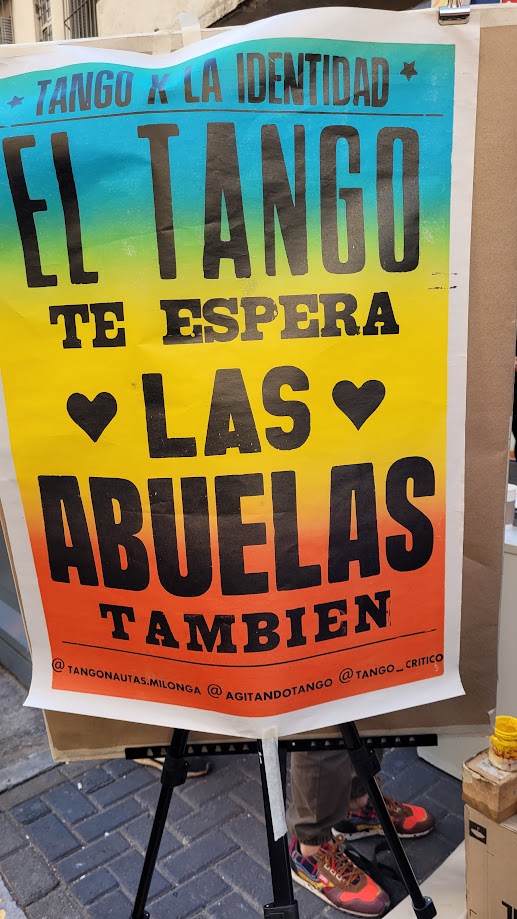 TANGO X LA IDENTIDAD
EL TANGO
TE ESPERA
LAS
ABUELAS
TAMBIEN
@TANGONAUTAS.MILONGA @AGITANDOTANGO @TANGO_CRITICO